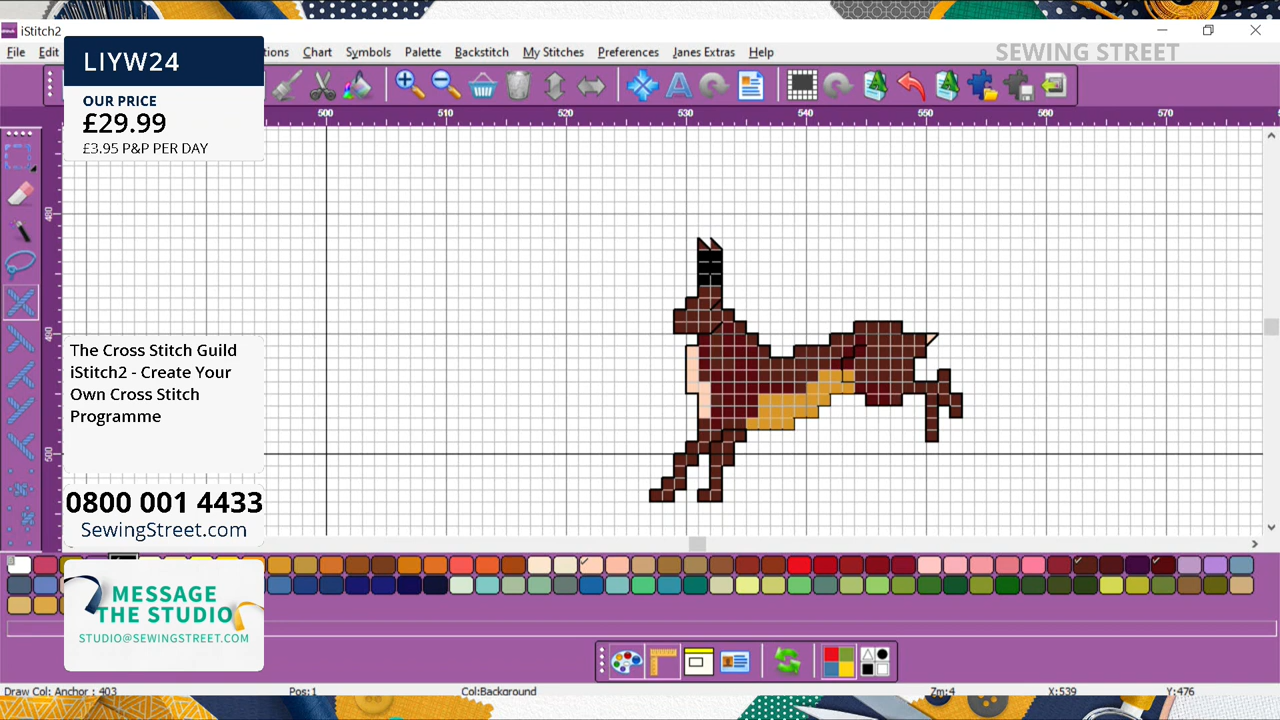 iStitch2
File Edit
tions Chart Symbols Palette Backstitch My Stitches Preferences Janes Extras Help
SEWING STREET
LIYW24
OUR PRICE
£29.99
£3.95 P&P PER DAY
500 510 520 530 540 550 560 570
480
490
500
The Cross Stitch Guild
iStitch2 - Create Your
Own Cross Stitch
Programme
0800 001 4433
SewingStreet.com
MESSAGE
THE STUDIO
STUDIO@SEWINGSTREET.COM
Draw Col: Anchor : 403 Pos:1 Col:Background Zm:4 X:539 Y:476